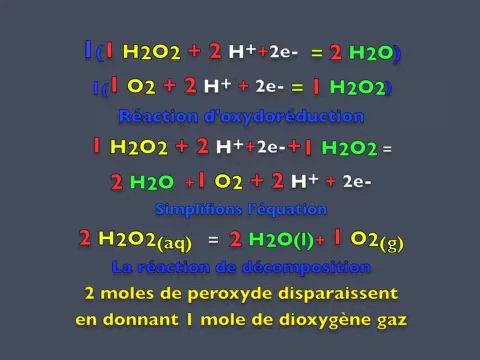 1(1 H2O2 + 2 H⁺+2e- = 2 H2O)
1(1 O2 + 2 H⁺ + 2e- = 1 H2O2)
Réaction d'oxydoréduction
1 H2O2 + 2 H⁺+2e-+1 H2O2 =
2 H2O +1 O2 + 2 H⁺ + 2e-
Simplifions l'équation
2 H2O2(aq) = 2 H2O(l)+ 1 O2(g)
La réaction de décomposition
2 moles de peroxyde disparaissent
en donnant 1 mole de dioxygène gaz